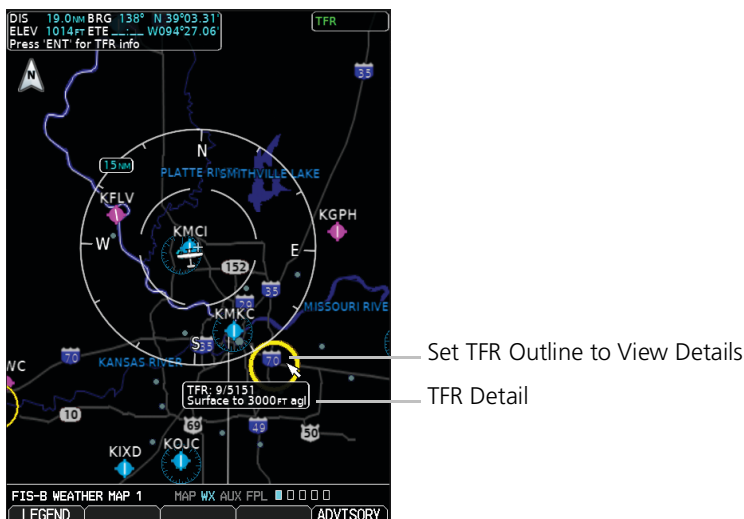 DIS 19.0NM BRG 138° N 39°03.31'
ELEV 1014FT ETE __:__ W094°27.06'
Press 'ENT' for TFR info
TFR
N
35
15NM
N
PLATTE RI
SMITHVILLE LAKE
KFLV
KGPH
KMCI
W
E
152
35
29
MISSOURI RIVE
KMKC
S
35
70
70
KANSAS RIVER
WC
Set TFR Outline to View Details
TFR: 9/5151
Surface to 3000FT agl
TFR Detail
10
69
49
50
KIXD
KOJC
FIS-B WEATHER MAP 1 MAP WX AUX FPL
LEGEND
ADVISORY